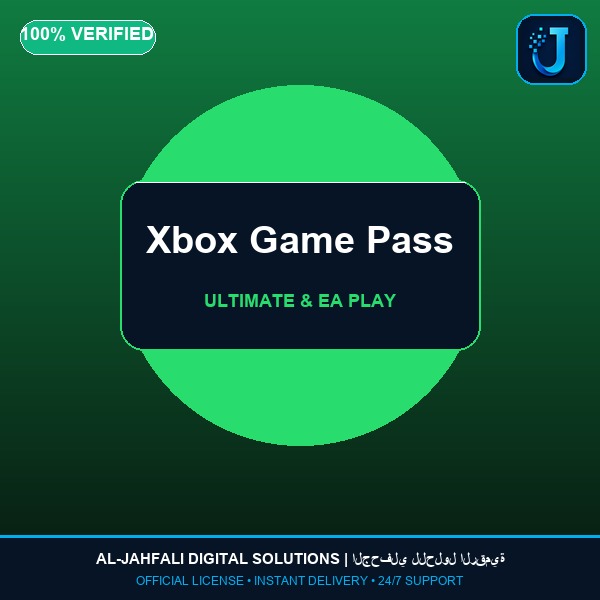 100% VERIFIED
J
Xbox Game Pass
ULTIMATE & EA PLAY
AL-JAHFALI DIGITAL SOLUTIONS | الجحفلي للحلول الرقمية
OFFICIAL LICENSE • INSTANT DELIVERY • 24/7 SUPPORT